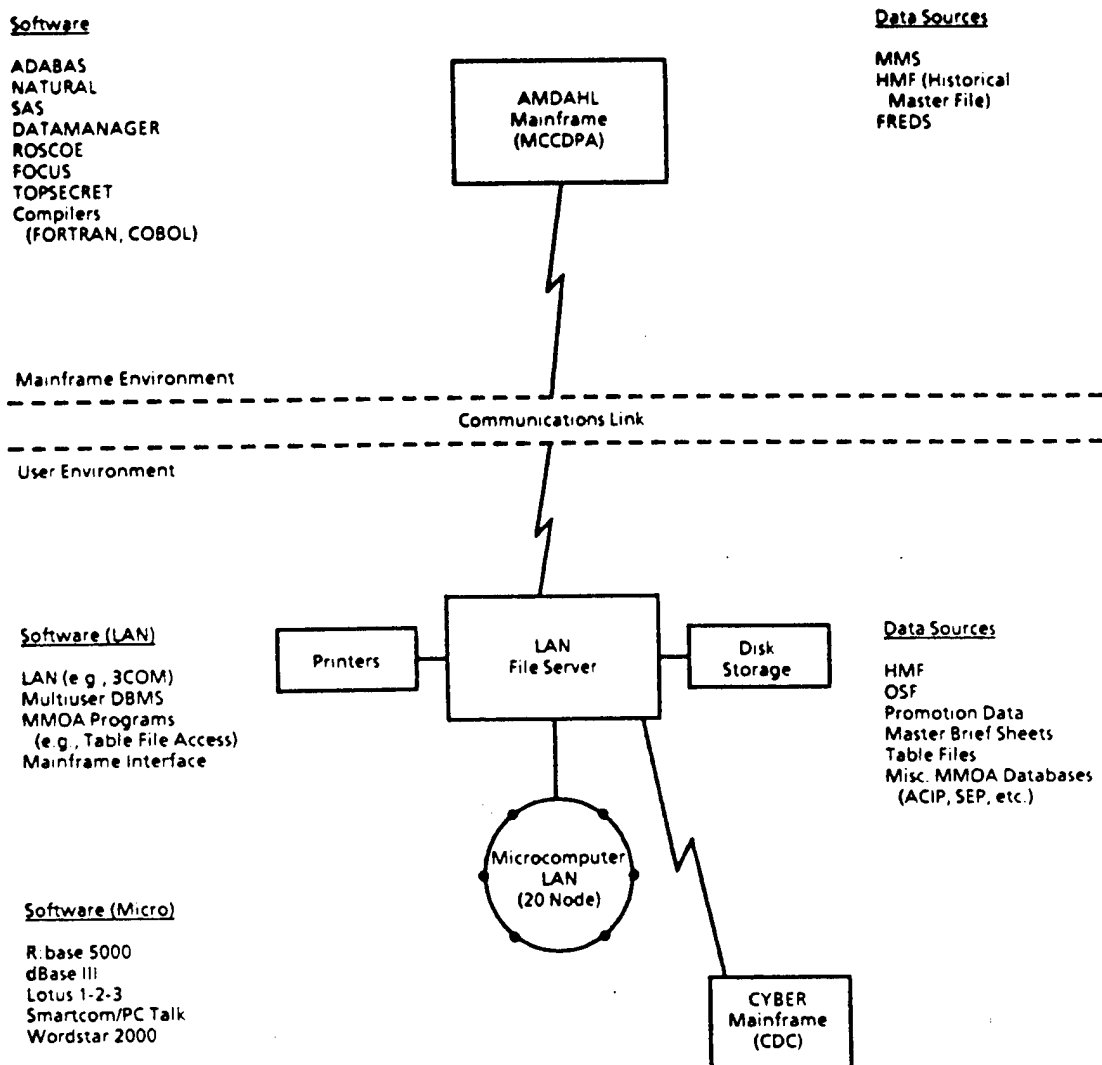 Software
ADABAS
NATURAL
SAS
DATAMANAGER
ROSCOE
FOCUS
TOPSECRET
Compilers
(FORTRAN, COBOL)
AMDAHL
Mainframe
(MCCDPA)
Data Sources
MMS
HMF (Historical
Master File)
FREDS
Mainframe Environment
Communications Link
User Environment
Software (LAN)
LAN (e.g., 3COM)
Multiuser DBMS
MMOA Programs
(e.g., Table File Access)
Mainframe Interface
Printers
LAN
File Server
Disk
Storage
Data Sources
HMF
OSF
Promotion Data
Master Brief Sheets
Table Files
Misc. MMOA Databases
(ACIP, SEP, etc.)
Microcomputer
LAN
(20 Node)
Software (Micro)
R:base 5000
dBase III
Lotus 1-2-3
Smartcom/PC Talk
Wordstar 2000
CYBER
Mainframe
(CDC)